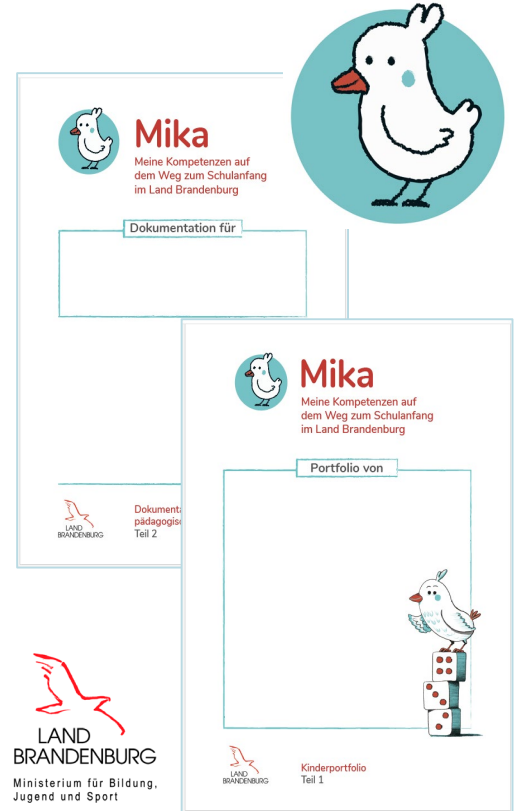 Mika
Meine Kompetenzen auf
dem Weg zum Schulanfang
im Land Brandenburg
Dokumentation für
LAND
BRANDENBURG
Teil 2
Mika
Meine Kompetenzen auf
dem Weg zum Schulanfang
im Land Brandenburg
Portfolio von
LAND
BRANDENBURG
Kinderportfolio
Teil 1
LAND
BRANDENBURG
Ministerium für Bildung,
Jugend und Sport